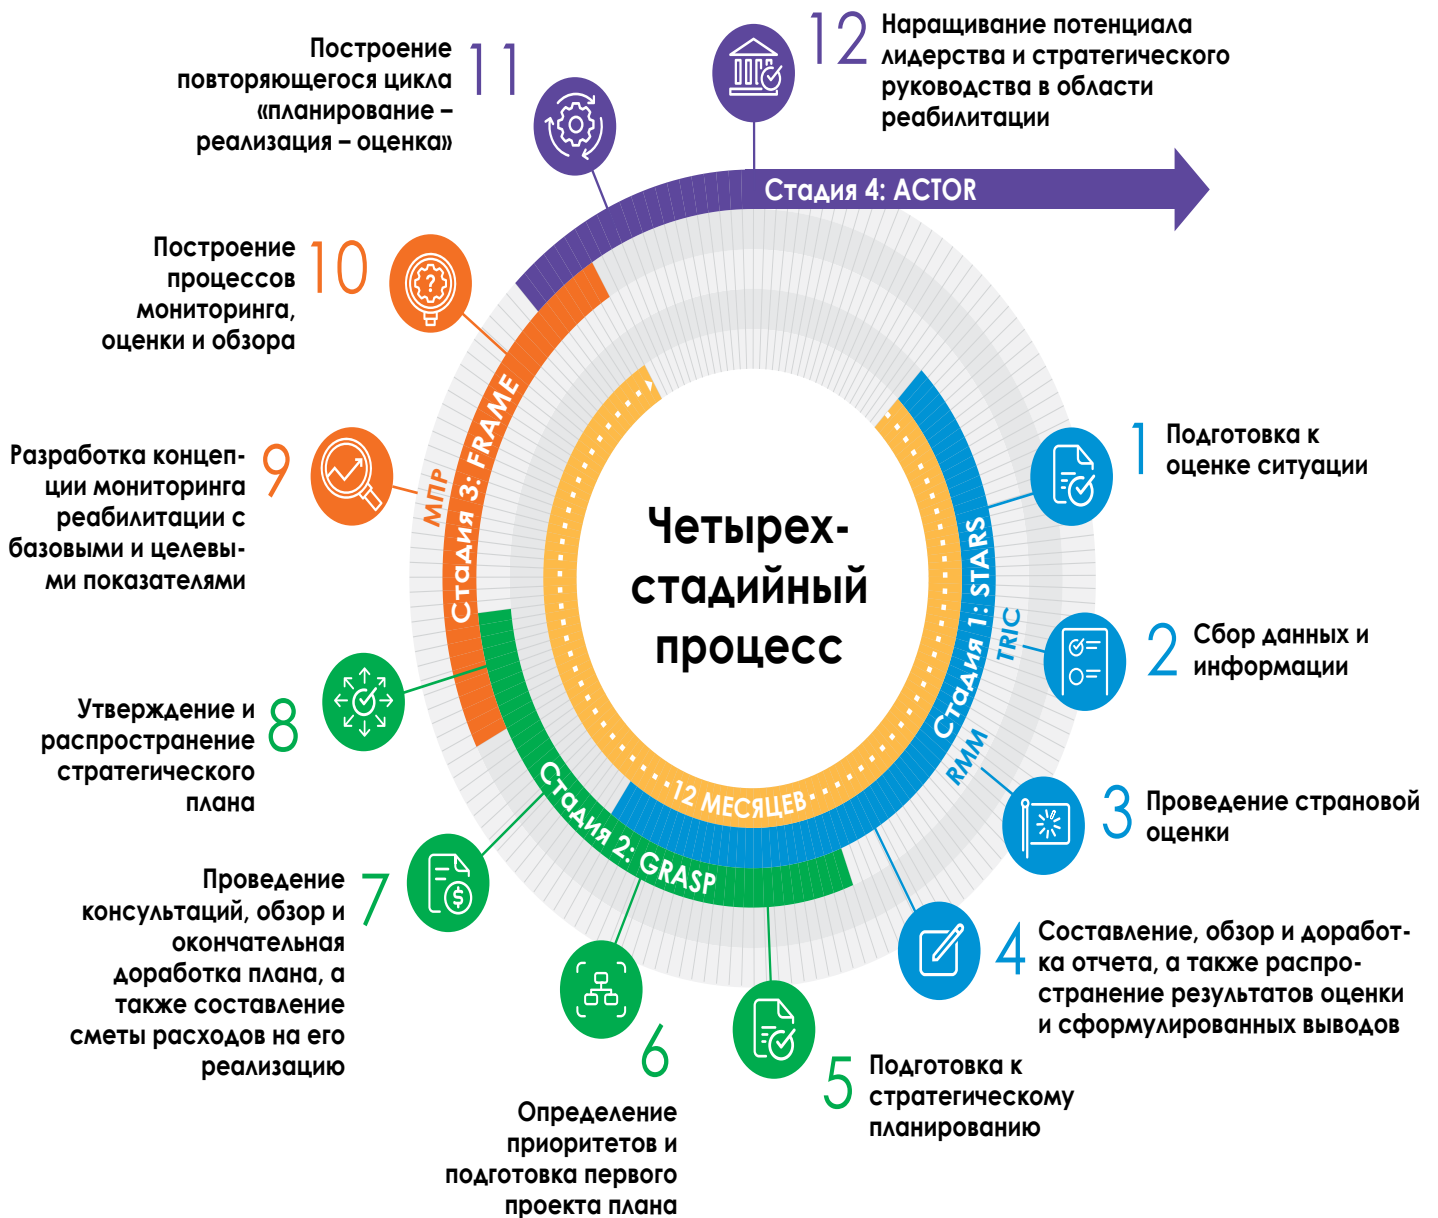 Четырех-
стадийный
процесс
12 МЕСЯЦЕВ
Стадия 1: STARS
1
Подготовка к
оценке ситуации
TRIC
2
Сбор данных и
информации
RMM
3
Проведение страновой
оценки
4
Составление, обзор и доработ-
ка отчета, а также распро-
странение результатов оценки
и сформулированных выводов
Стадия 2: GRASP
5
Подготовка к
стратегическому
планированию
6
Определение
приоритетов и
подготовка первого
проекта плана
7
Проведение
консультаций, обзор и
окончательная
доработка плана, а
также составление
сметы расходов на его
реализацию
$
8
Утверждение и
распространение
стратегического
плана
Стадия 3: FRAME
МПР
9
Разработка концеп-
ции мониторинга
реабилитации с
базовыми и целевы-
ми показателями
10
Построение
процессов
мониторинга,
оценки и обзора
?
Стадия 4: ACTOR
11
Построение
повторяющегося цикла
«планирование –
реализация – оценка»
12
Наращивание потенциала
лидерства и стратегического
руководства в области
реабилитации